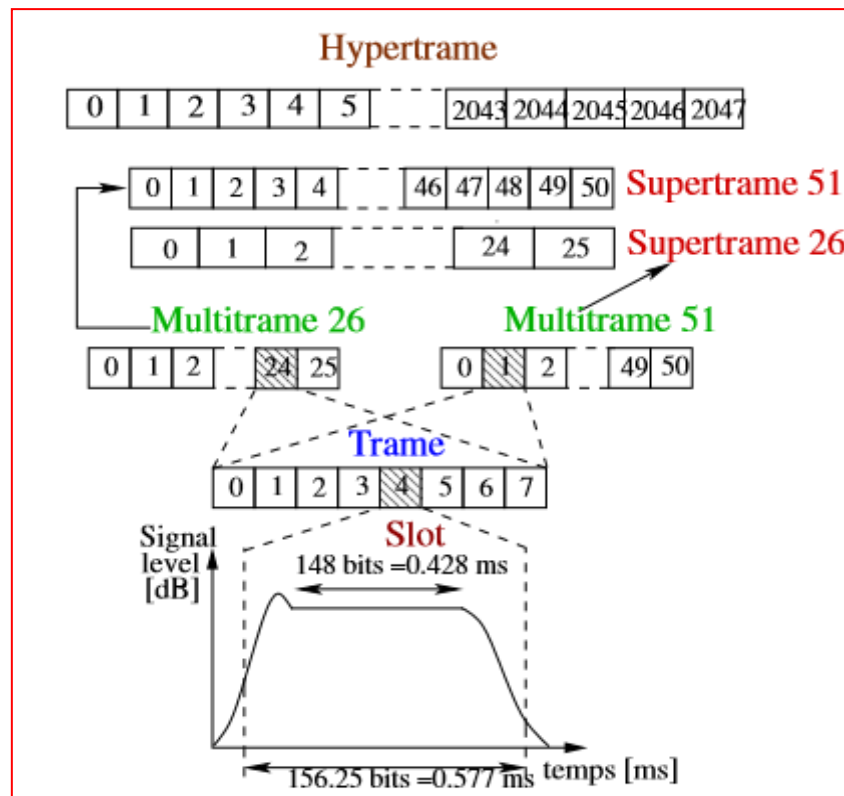 Hypertrame
0 1 2 3 4 5 2043 2044 2045 2046 2047
0 1 2 3 4 46 47 48 49 50 Supertrame 51
0 1 2 24 25 Supertrame 26
Multitrame 26 Multitrame 51
0 1 2 24 25 0 1 2 49 50
Trame
0 1 2 3 4 5 6 7
Slot
Signal
level
[dB]
148 bits =0.428 ms
156.25 bits =0.577 ms
temps [ms]